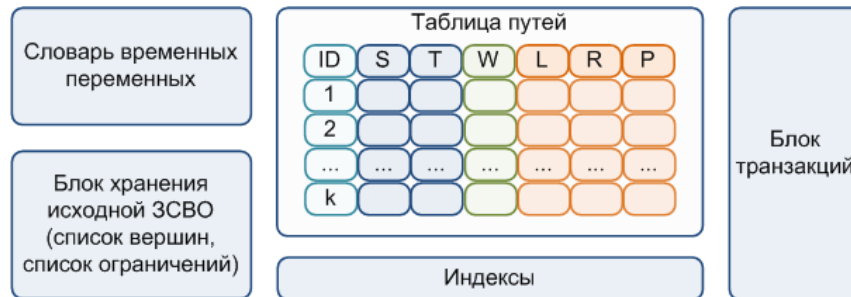 Словарь временных
переменных
Блок хранения
исходной ЗСВО
(список вершин,
список ограничений)
Таблица путей
ID S T W L R P
1
2
... ... ... ... ... ... ...
k
Индексы
Блок
транзакций